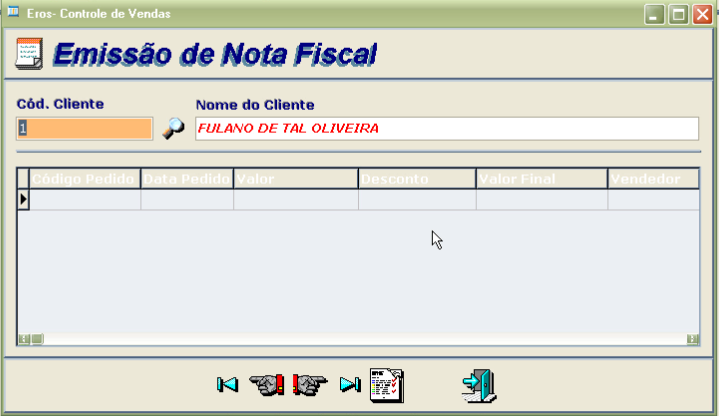 Eros- Controle de Vendas
Emissão de Nota Fiscal
Cód. Cliente
Nome do Cliente
1
FULANO DE TAL OLIVEIRA
Código Pedido Data Pedido Valor Desconto Valor Final Vendedor